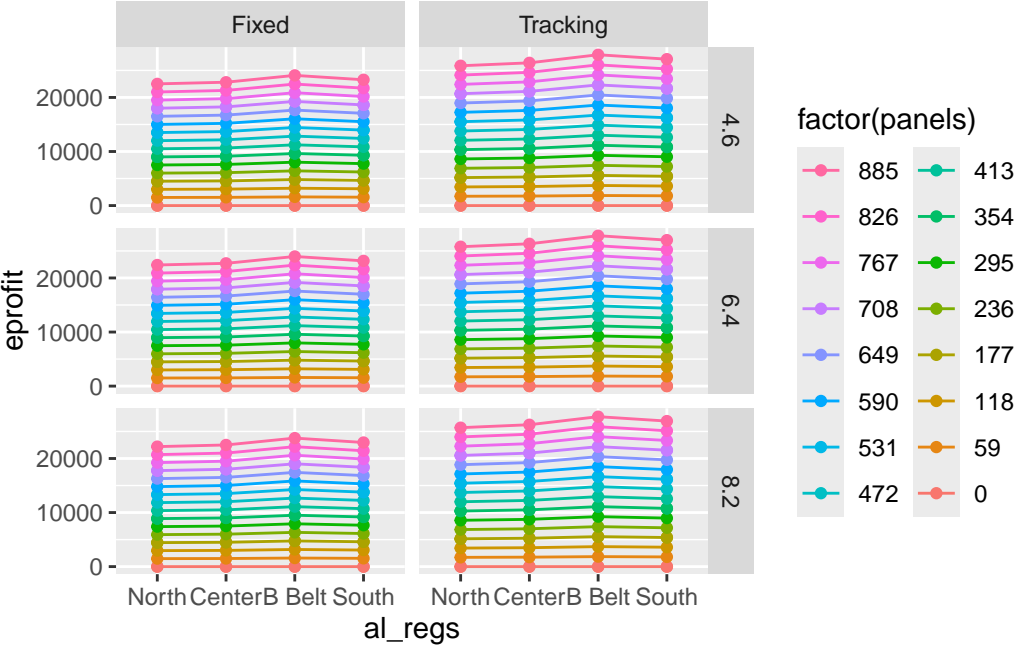 Fixed
Tracking
20000
10000
0
4.6
20000
10000
0
6.4
20000
10000
0
8.2
eprofit
North Center B Belt South
North Center B Belt South
al_regs
factor(panels)
885 413
826 354
767 295
708 236
649 177
590 118
531 59
472 0